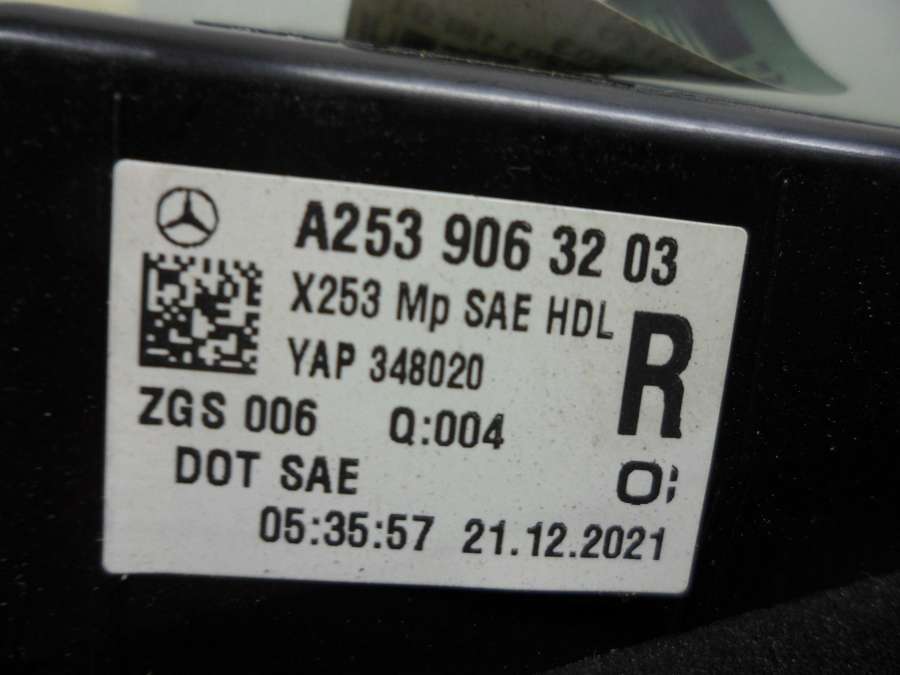 A253 906 32 03
X253 Mp SAE HDL
YAP 348020
R
ZGS 006 Q:004
DOT SAE
05:35:57 21.12.2021